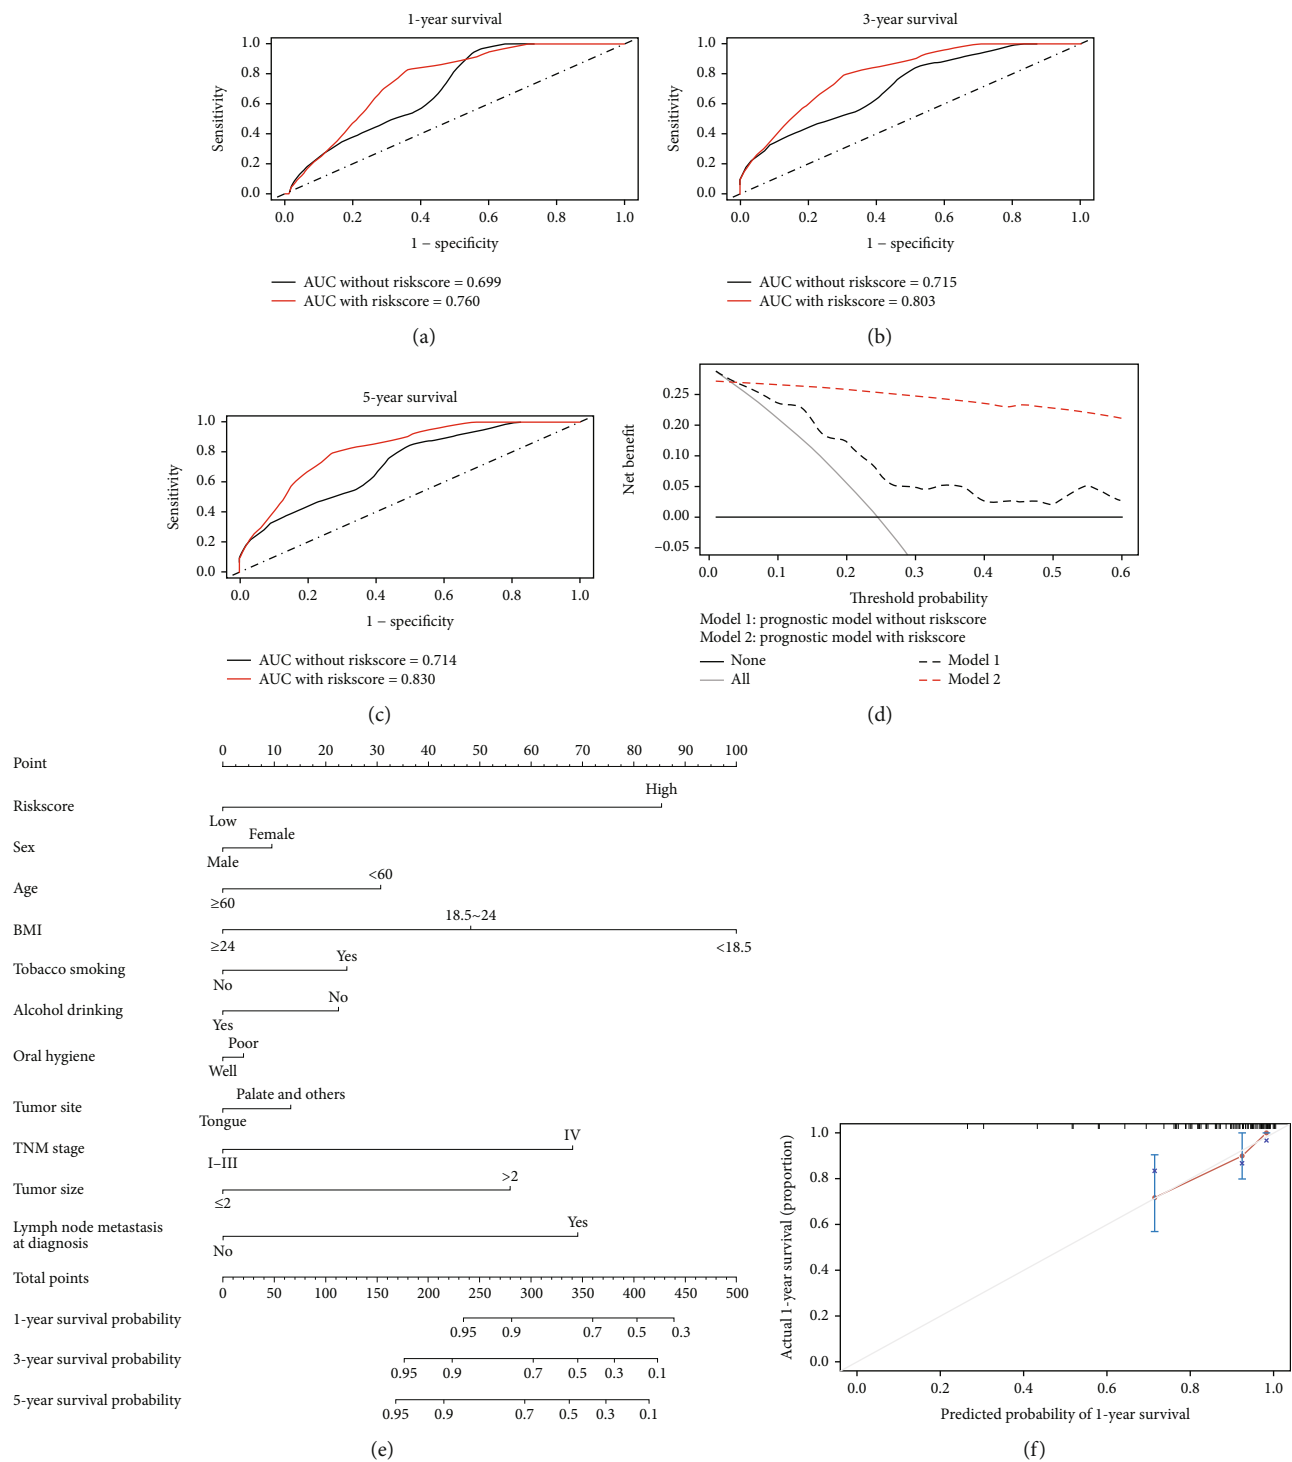 1-year survival
Sensitivity
1.0
0.8
0.6
0.4
0.2
0.0
0.0 0.2 0.4 0.6 0.8 1.0
1 − specificity
AUC without riskscore = 0.699
AUC with riskscore = 0.760
(a)
3-year survival
Sensitivity
1.0
0.8
0.6
0.4
0.2
0.0
0.0 0.2 0.4 0.6 0.8 1.0
1 − specificity
AUC without riskscore = 0.715
AUC with riskscore = 0.803
(b)
5-year survival
Sensitivity
1.0
0.8
0.6
0.4
0.2
0.0
0.0 0.2 0.4 0.6 0.8 1.0
1 − specificity
AUC without riskscore = 0.714
AUC with riskscore = 0.830
(c)
Net benefit
0.25
0.20
0.15
0.10
0.05
0.00
−0.05
0.0 0.1 0.2 0.3 0.4 0.5 0.6
Threshold probability
Model 1: prognostic model without riskscore
Model 2: prognostic model with riskscore
None Model 1
All Model 2
(d)
0 10 20 30 40 50 60 70 80 90 100
Point
High
Riskscore
Low
Female
Sex
Male
<60
Age
≥60
18.5~24
BMI
≥24 <18.5
Yes
Tobacco smoking
No
No
Alcohol drinking
Yes
Poor
Oral hygiene
Well
Palate and others
Tumor site
Tongue
IV
TNM stage
I–III
>2
Tumor size
≤2
Yes
Lymph node metastasis
at diagnosis
No
Total points
0 50 100 150 200 250 300 350 400 450 500
1-year survival probability
0.95 0.9 0.7 0.5 0.3
3-year survival probability
0.95 0.9 0.7 0.5 0.3 0.1
5-year survival probability
0.95 0.9 0.7 0.5 0.3 0.1
(e)
Actual 1-year survival (proportion)
1.0
0.8
0.6
0.4
0.2
0.0
0.0 0.2 0.4 0.6 0.8 1.0
Predicted probability of 1-year survival
(f)